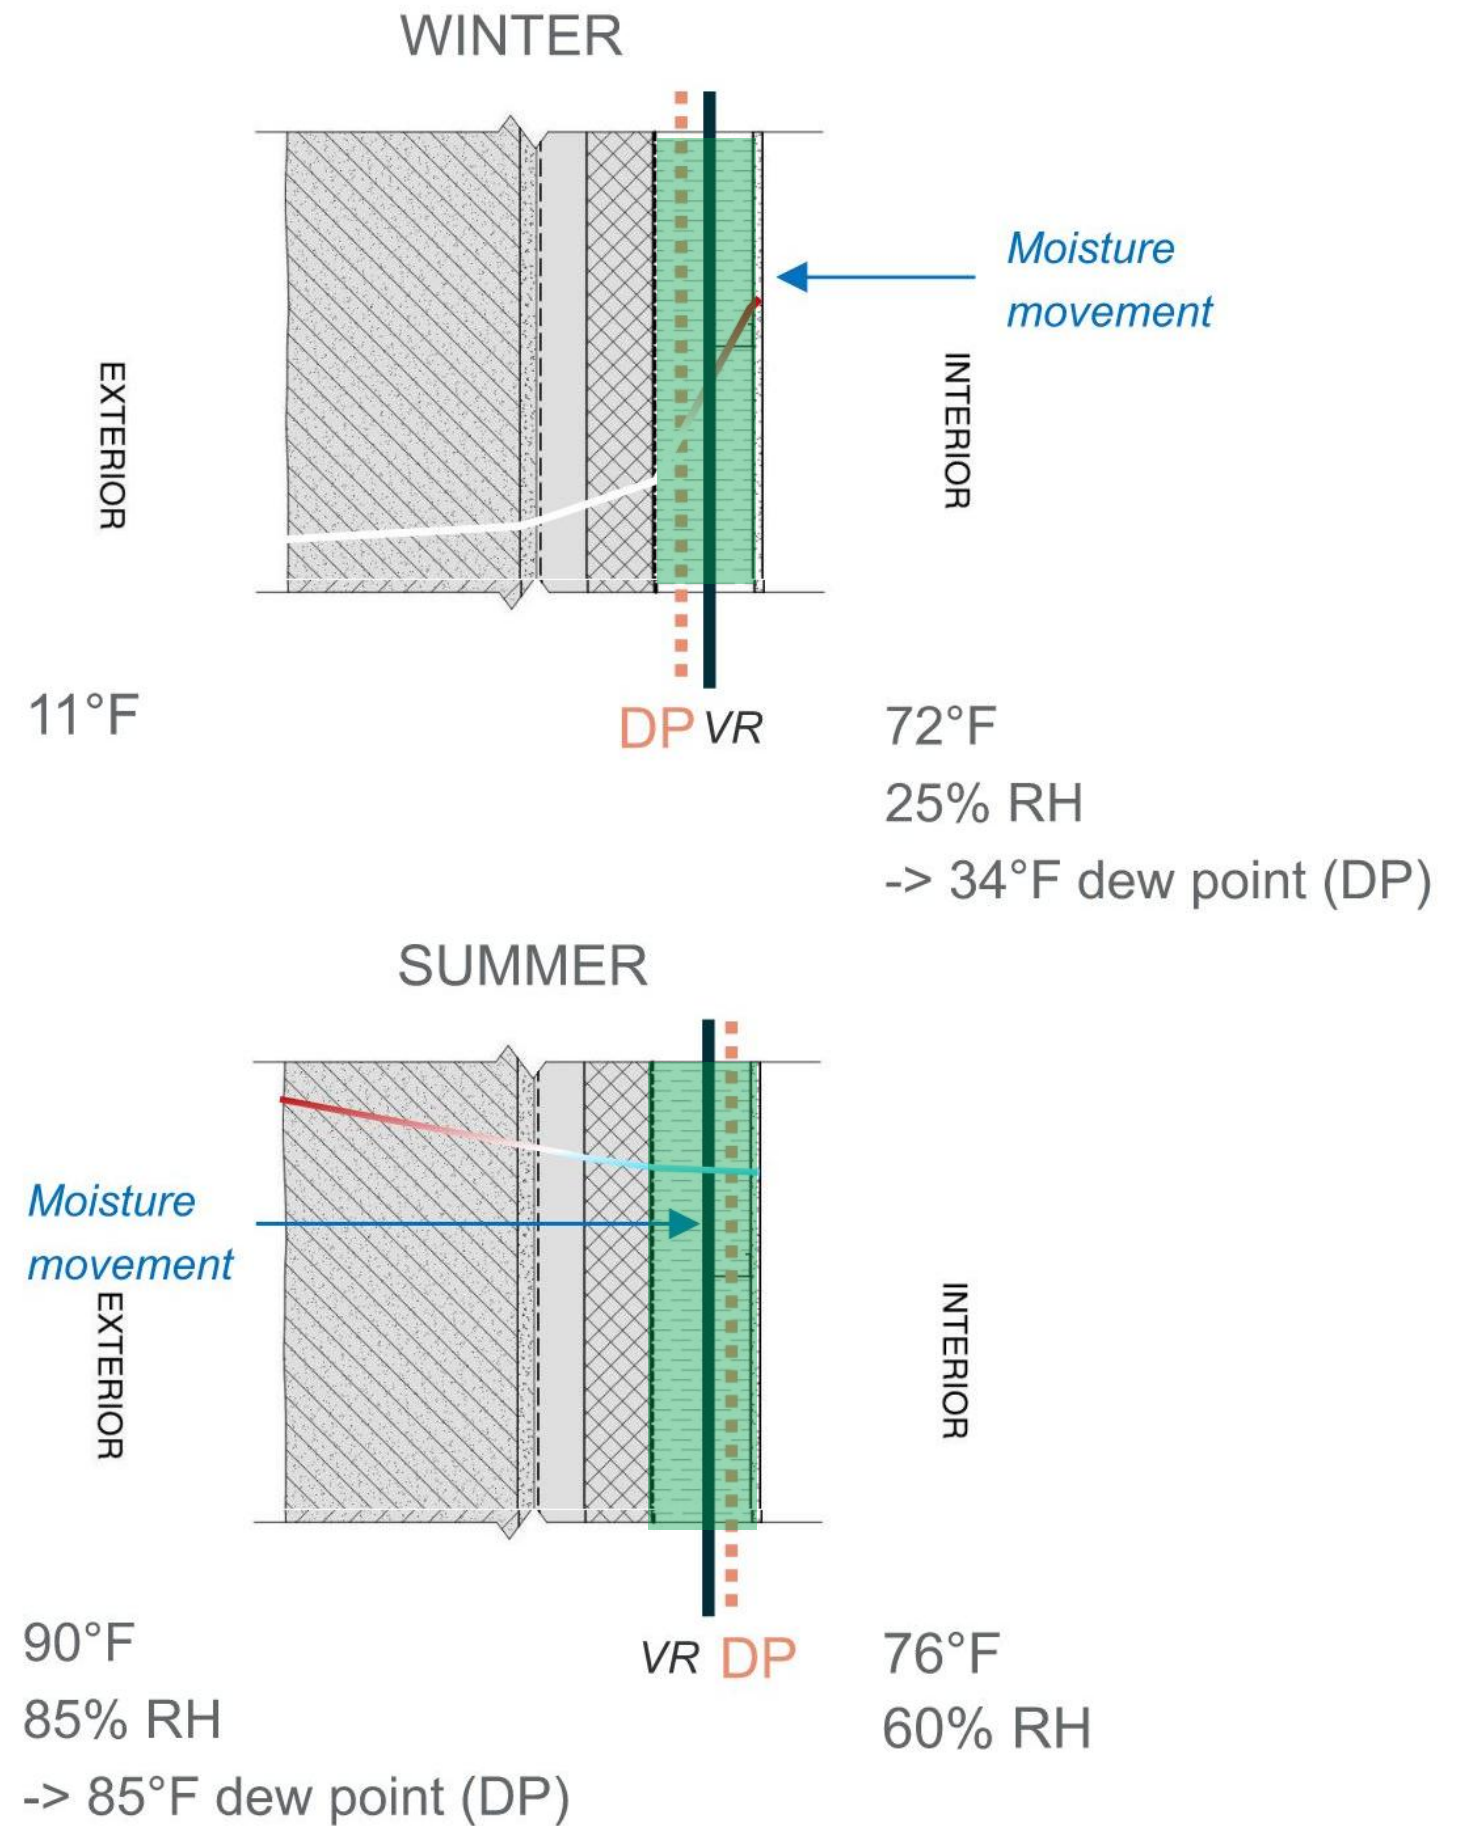 WINTER
Moisture
movement
EXTERIOR
INTERIOR
11°F
DP VR
72°F
25% RH
-> 34°F dew point (DP)
SUMMER
Moisture
movement
EXTERIOR
INTERIOR
VR DP
90°F
85% RH
-> 85°F dew point (DP)
76°F
60% RH